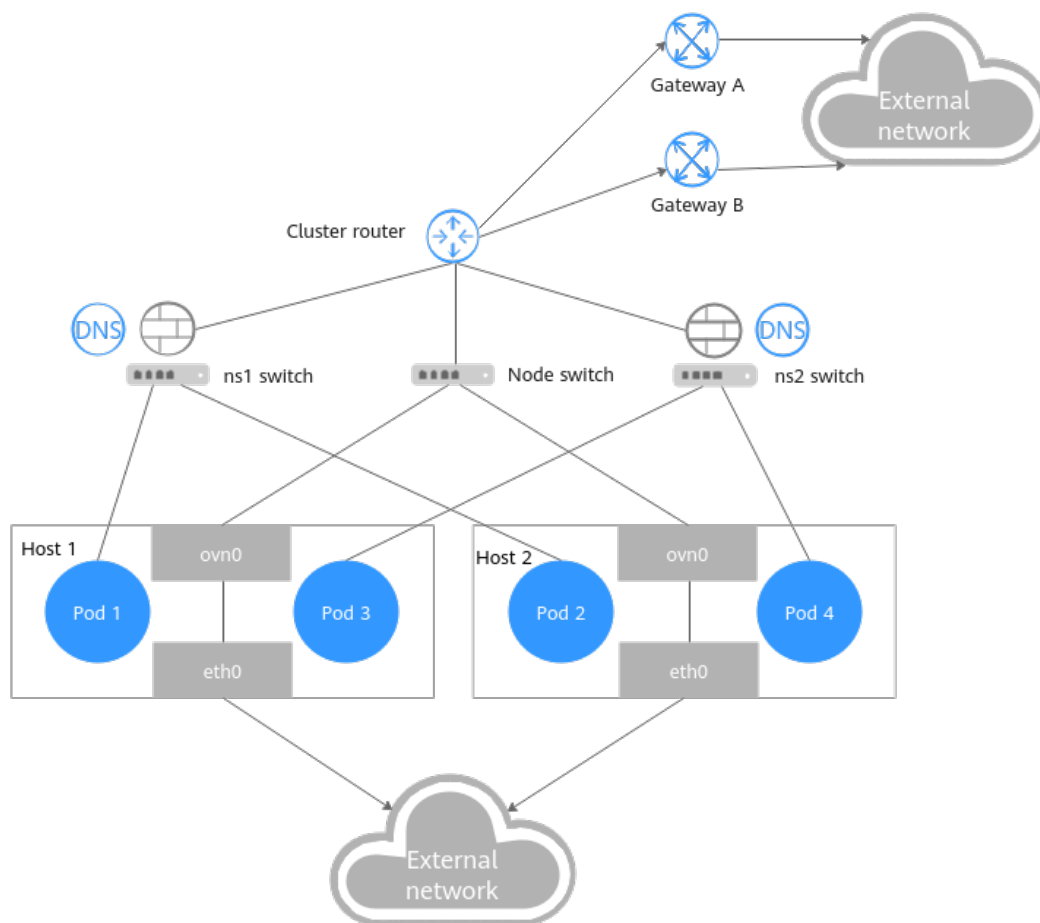 Gateway A
External
network
Gateway B
Cluster router
DNS
DNS
ns1 switch
Node switch
ns2 switch
Host 1
ovn0
Host 2
ovn0
Pod 1
Pod 3
Pod 2
Pod 4
eth0
eth0
External
network